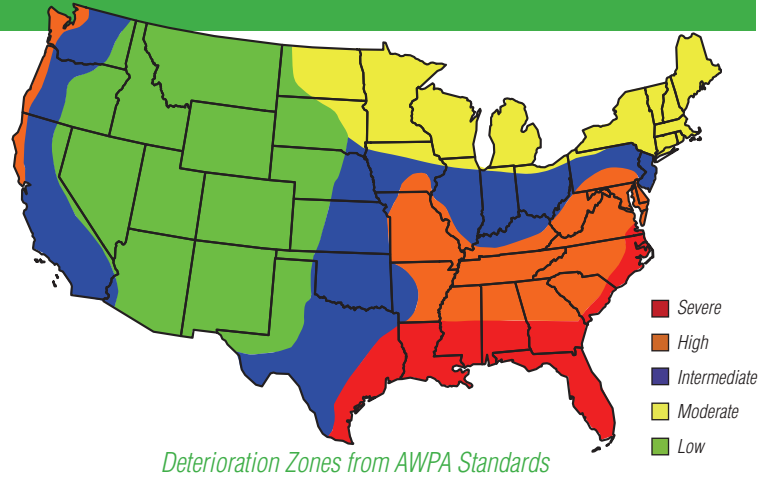 Severe
High
Intermediate
Moderate
Low
Deterioration Zones from AWPA Standards